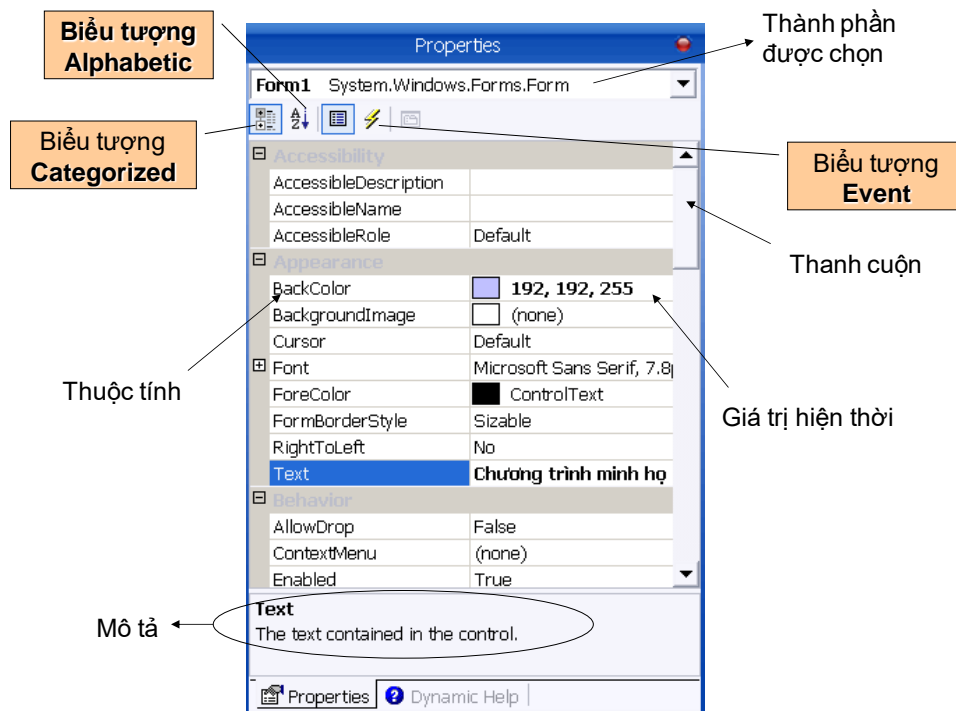 Biểu tượng
Alphabetic
Thành phần
được chọn
Properties
Form1 System.Windows.Forms.Form
Biểu tượng
Categorized
Biểu tượng
Event
Accessibility
AccessibleDescription
AccessibleName
AccessibleRole Default
Thanh cuộn
Appearance
BackColor 192, 192, 255
BackgroundImage (none)
Cursor Default
Font Microsoft Sans Serif, 7.8
Thuộc tính
ForeColor ControlText
Giá trị hiện thời
FormBorderStyle Sizable
RightToLeft No
Text Chương trình minh họ
Behavior
AllowDrop False
ContextMenu (none)
Enabled True
Text
Mô tả
The text contained in the control.
Properties Dynamic Help